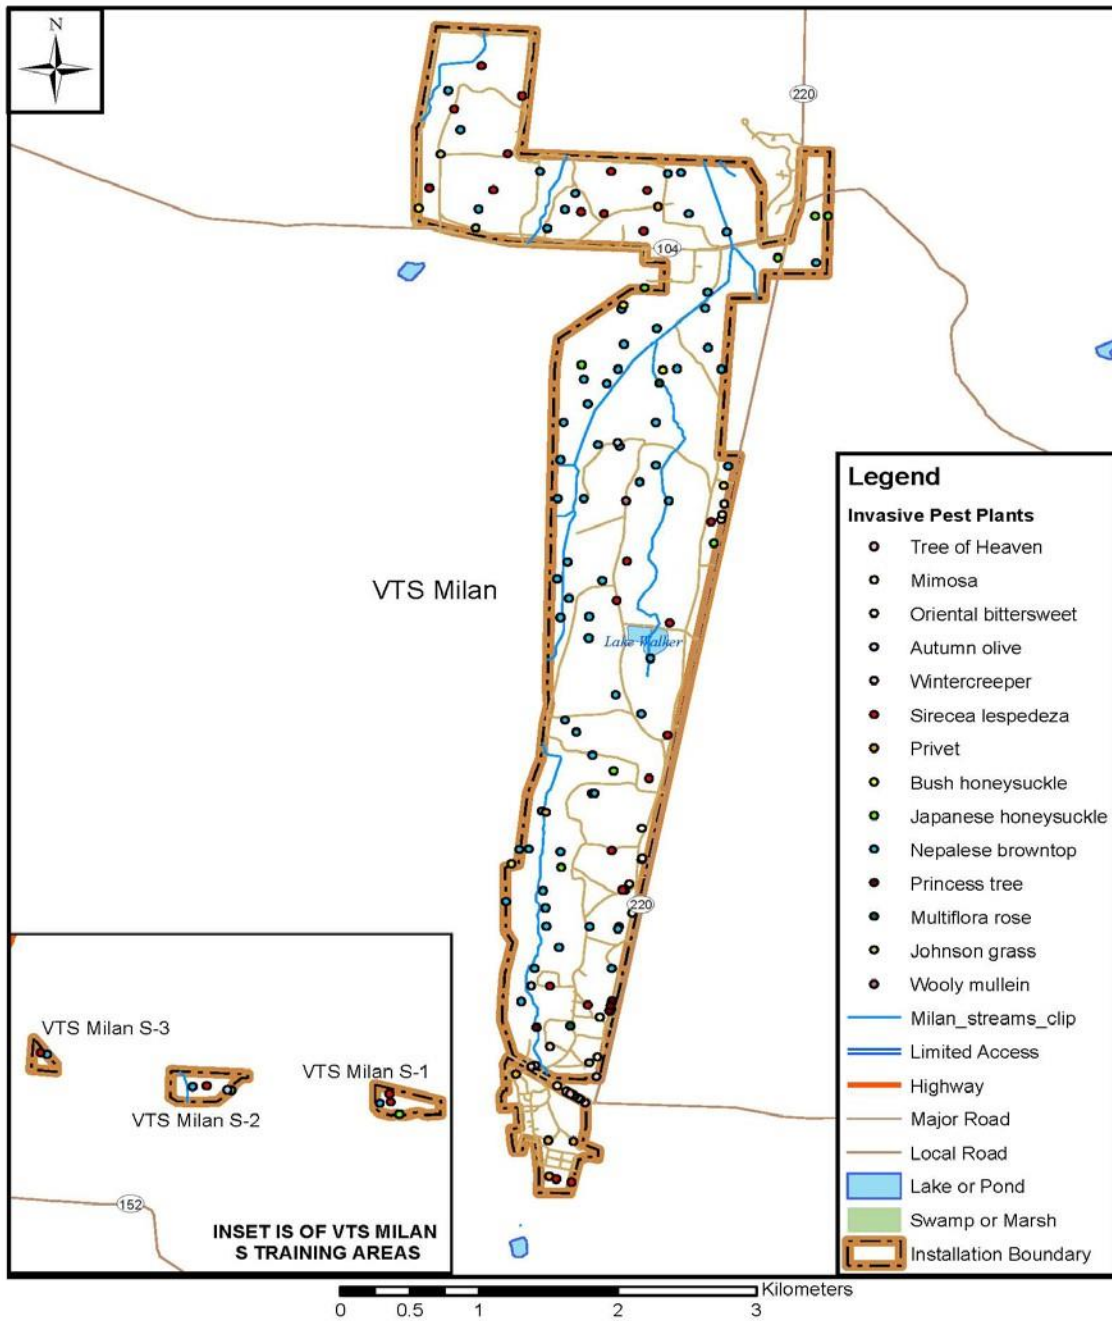 N
220
104
VTS Milan
Lake Walker
220
Legend
Invasive Pest Plants
Tree of Heaven
Mimosa
Oriental bittersweet
Autumn olive
Wintercreeper
Sirecea lespedeza
Privet
Bush honeysuckle
Japanese honeysuckle
Nepalese browntop
Princess tree
Multiflora rose
Johnson grass
Wooly mullein
Milan_streams_clip
Limited Access
Highway
Major Road
Local Road
Lake or Pond
Swamp or Marsh
Installation Boundary
VTS Milan S-3
VTS Milan S-1
VTS Milan S-2
152
INSET IS OF VTS MILAN
S TRAINING AREAS
Kilometers
0 0.5 1 2 3